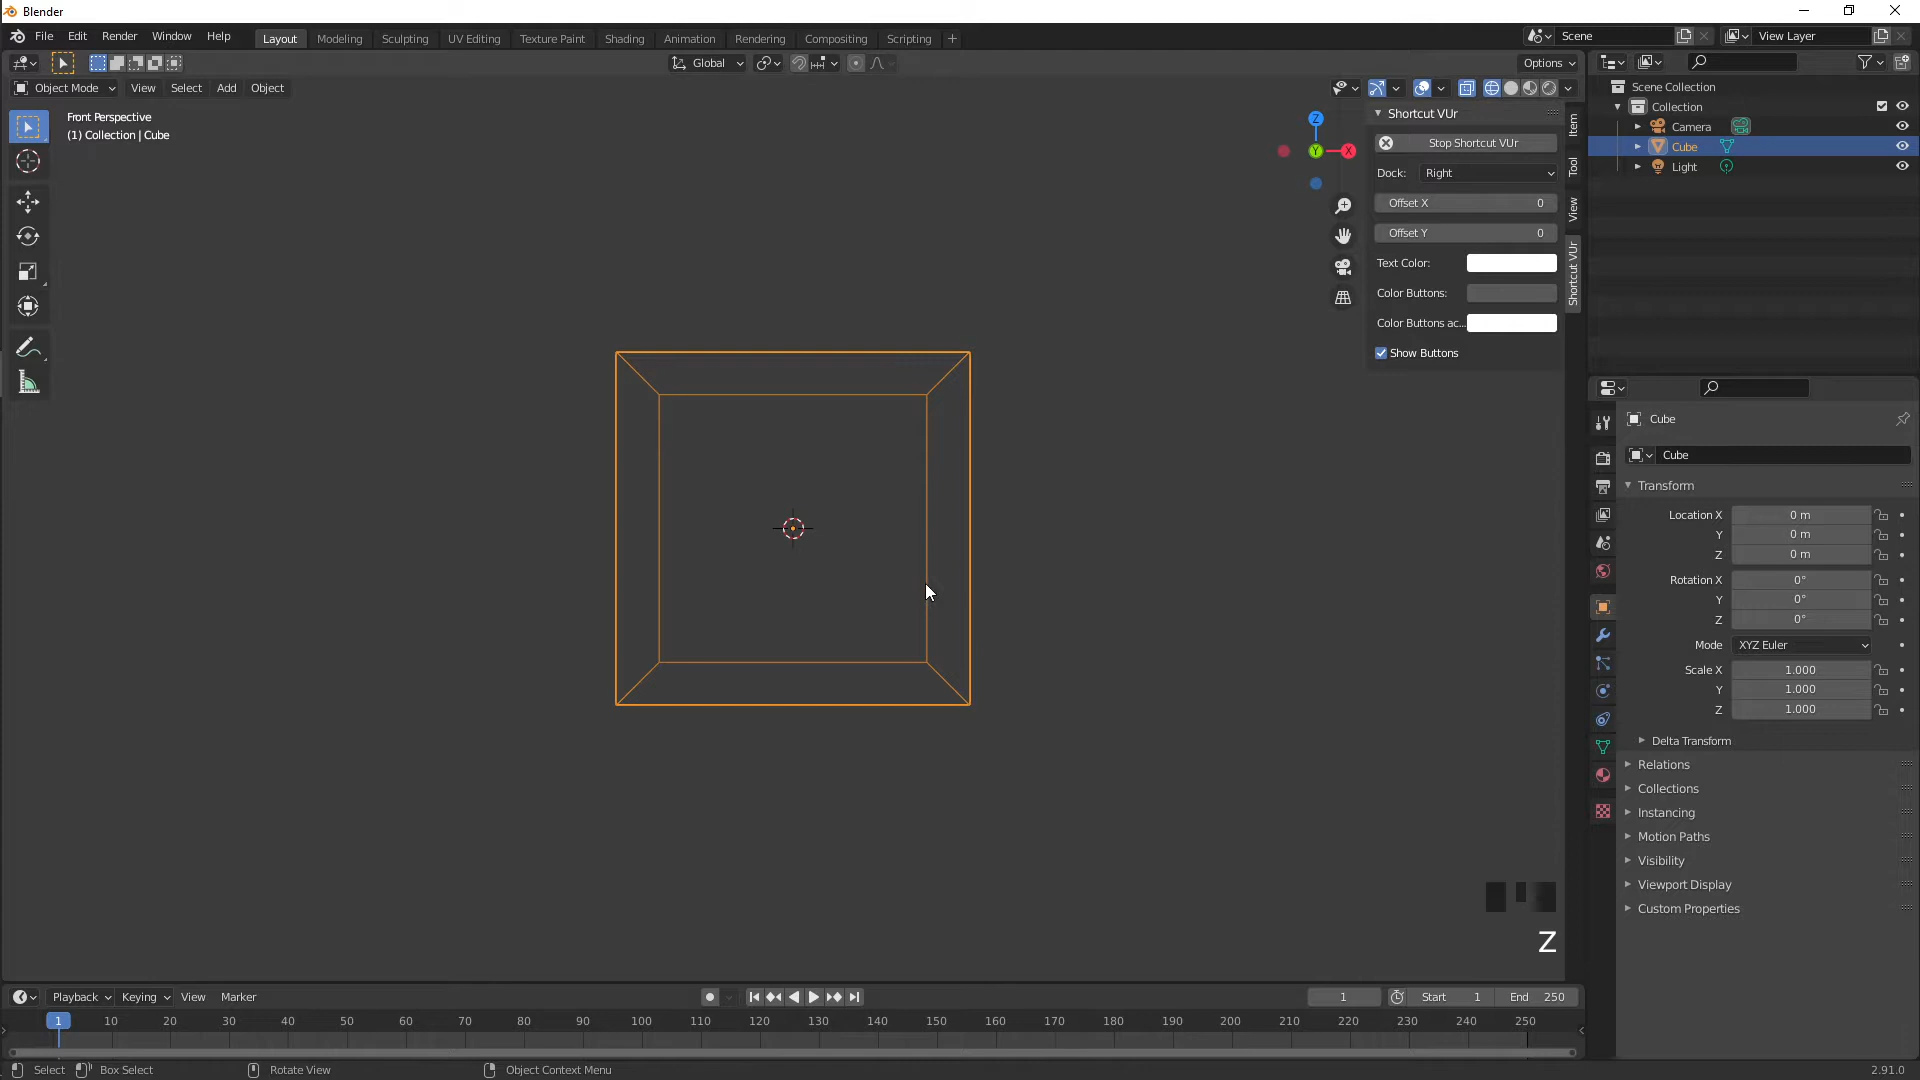 Blender
File Edit Render Window Help
Layout Modeling Sculpting UV Editing Texture Paint Shading Animation Rendering Compositing Scripting +
Scene
View Layer
Global
Options
Object Mode View Select Add Object
Front Perspective
(1) Collection | Cube
Z
X
Y
Shortcut VUr
Stop Shortcut VUr
Dock: Right
Offset X 0
Offset Y 0
Text Color:
Color Buttons:
Color Buttons ac...
Show Buttons
Item
Tool
View
Shortcut VUr
Scene Collection
Collection
Camera
Cube
Light
Cube
Cube
Transform
Location X 0 m
Y 0 m
Z 0 m
Rotation X 0°
Y 0°
Z 0°
Mode XYZ Euler
Scale X 1.000
Y 1.000
Z 1.000
Delta Transform
Relations
Collections
Instancing
Motion Paths
Visibility
Viewport Display
Custom Properties
Z
Playback Keying View Marker
1 Start 1 End 250
1 10 20 30 40 50 60 70 80 90 100 110 120 130 140 150 160 170 180 190 200 210 220 230 240 250
Select Box Select Rotate View Object Context Menu 2.91.0